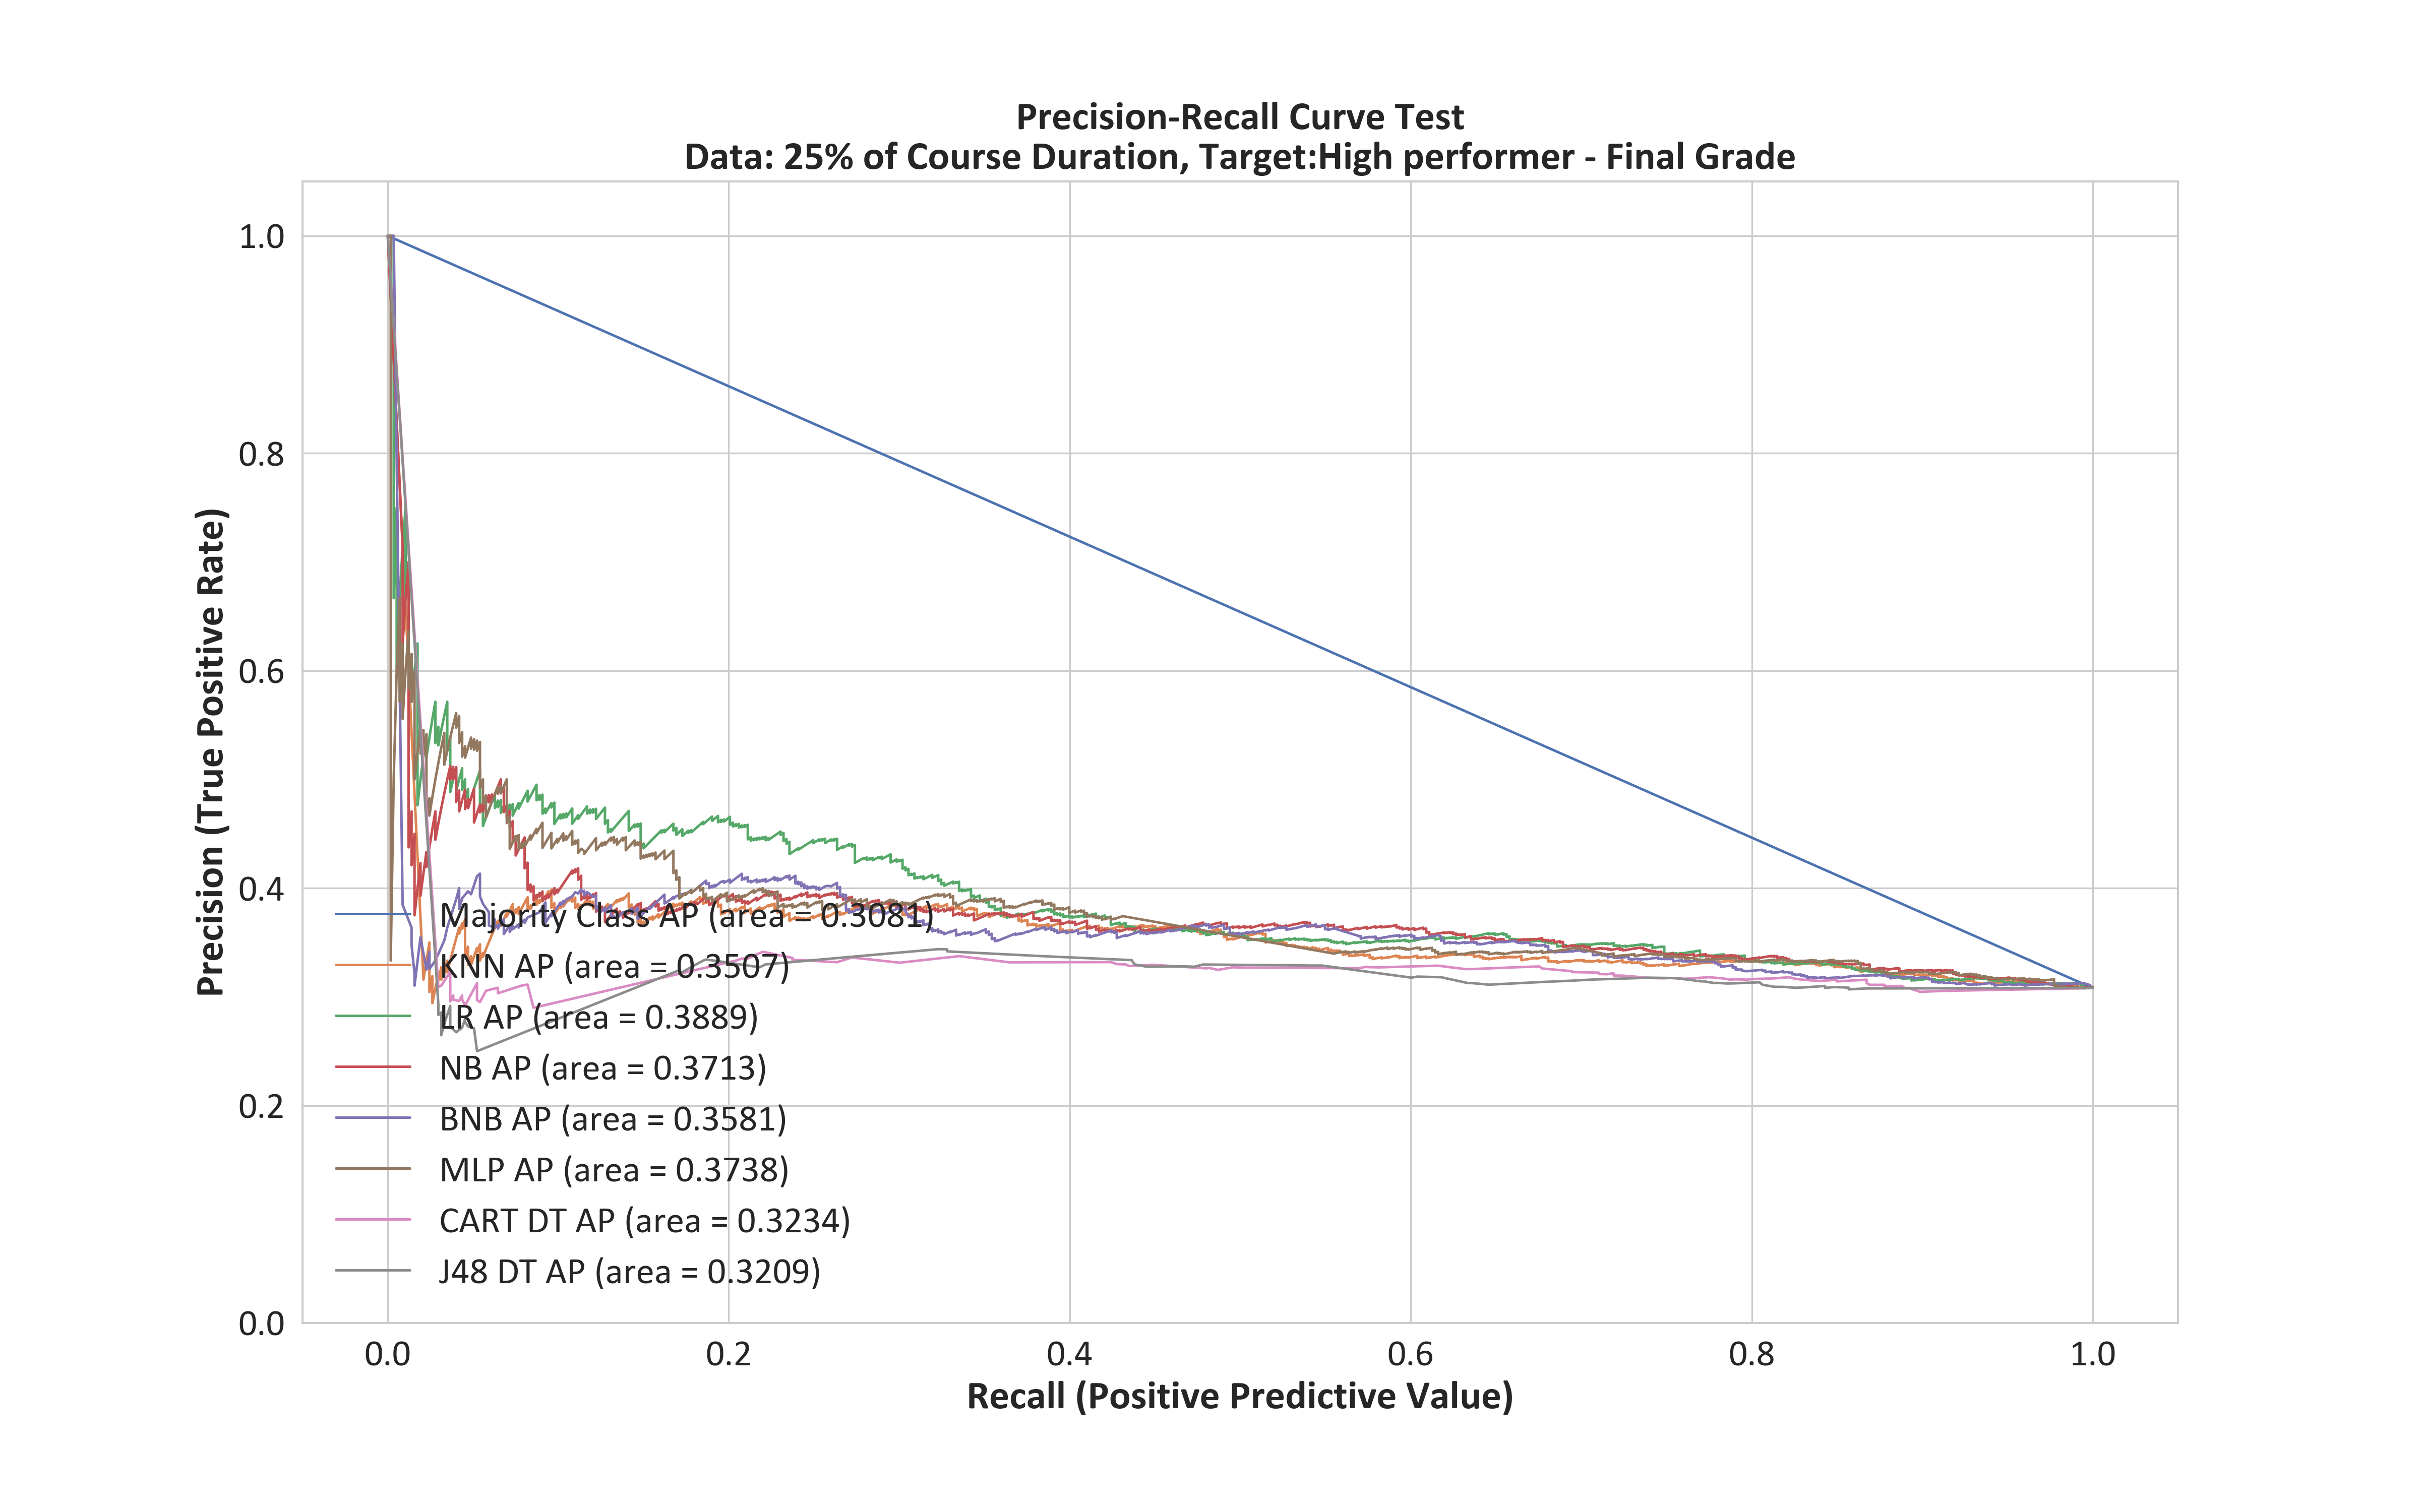 Precision-Recall Curve Test
Data: 25% of Course Duration, Target:High performer - Final Grade
Precision (True Positive Rate)
1.0
0.8
0.6
0.4
0.2
0.0
Majority Class AP (area = 0.3081)
KNN AP (area = 0.3507)
LR AP (area = 0.3889)
NB AP (area = 0.3713)
BNB AP (area = 0.3581)
MLP AP (area = 0.3738)
CART DT AP (area = 0.3234)
J48 DT AP (area = 0.3209)
0.0 0.2 0.4 0.6 0.8 1.0
Recall (Positive Predictive Value)